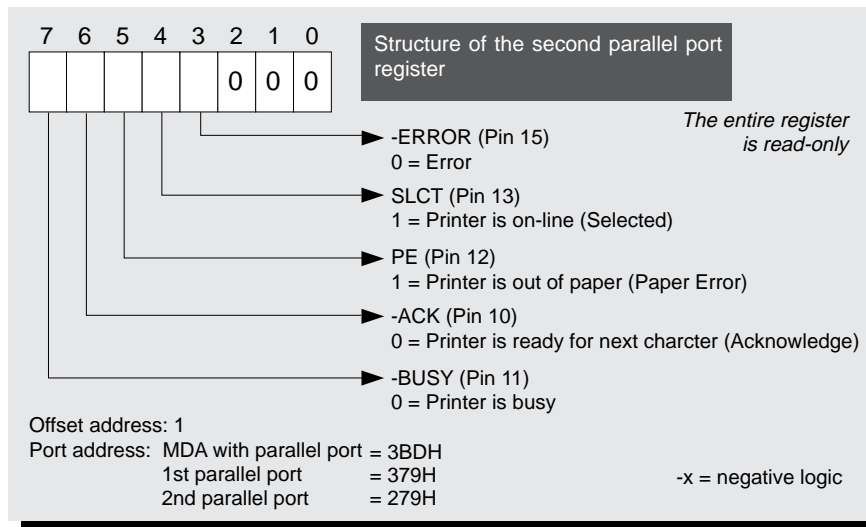 7 6 5 4 3 2 1 0
0 0 0
Structure of the second parallel port
register
The entire register
is read-only
-ERROR (Pin 15)
0 = Error
SLCT (Pin 13)
1 = Printer is on-line (Selected)
PE (Pin 12)
1 = Printer is out of paper (Paper Error)
-ACK (Pin 10)
0 = Printer is ready for next charcter (Acknowledge)
-BUSY (Pin 11)
0 = Printer is busy
Offset address: 1
Port address: MDA with parallel port = 3BDH
1st parallel port = 379H
2nd parallel port = 279H
-x = negative logic